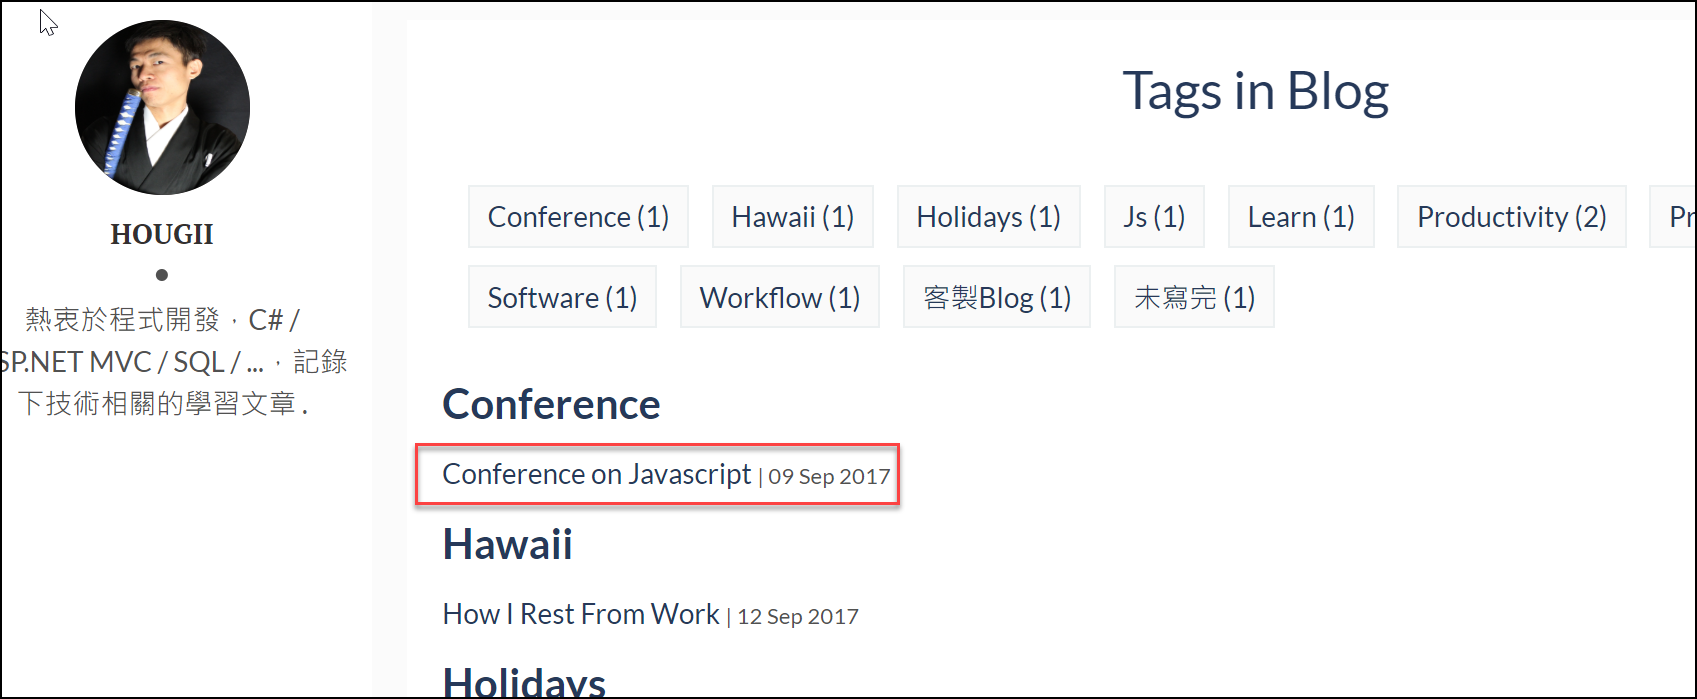 HOUGII
熱衷於程式開發，C# /
SP.NET MVC / SQL / ...，記錄
下技術相關的學習文章 .
Tags in Blog
Conference (1) Hawaii (1) Holidays (1) Js (1) Learn (1) Productivity (2) Pr
Software (1) Workflow (1) 客製Blog (1) 未寫完 (1)
Conference
Conference on Javascript | 09 Sep 2017
Hawaii
How I Rest From Work | 12 Sep 2017
Holidays